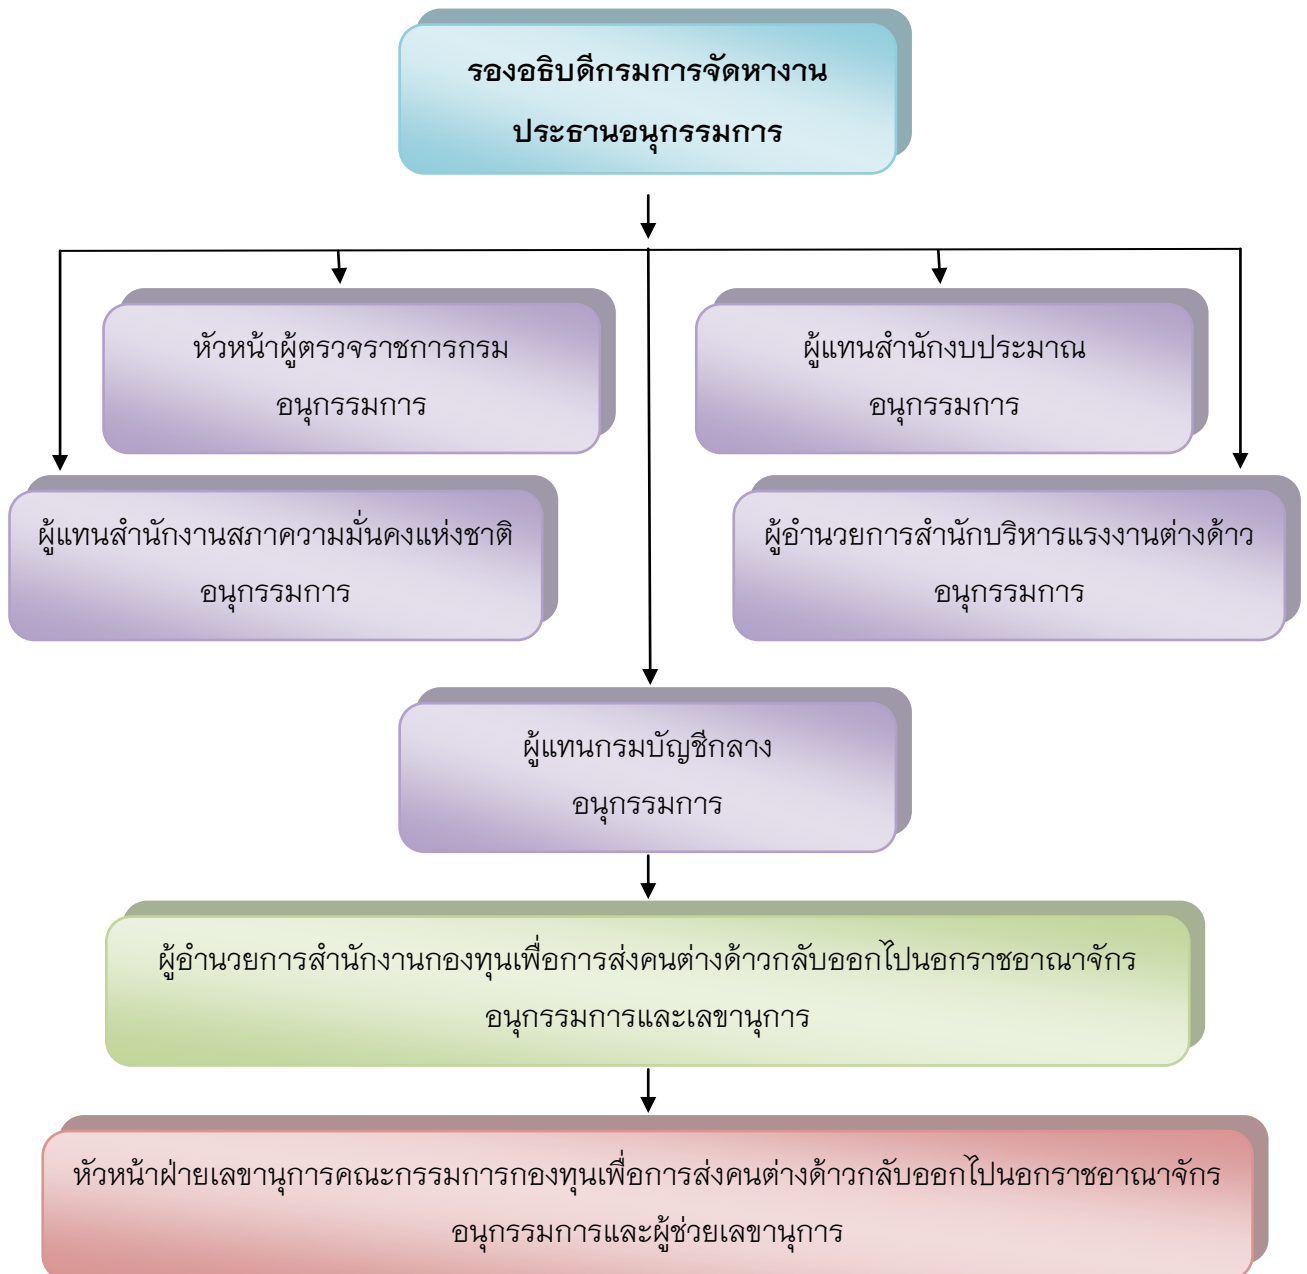 รองอธิบดีกรมการจัดหางาน
ประธานอนุกรรมการ
หัวหน้าผู้ตรวจราชการกรม
อนุกรรมการ
ผู้แทนสำนักงบประมาณ
อนุกรรมการ
ผู้แทนสำนักงานสภาความมั่นคงแห่งชาติ
อนุกรรมการ
ผู้อำนวยการสำนักบริหารแรงงานต่างด้าว
อนุกรรมการ
ผู้แทนกรมบัญชีกลาง
อนุกรรมการ
ผู้อำนวยการสำนักงานกองทุนเพื่อการส่งคนต่างด้าวกลับออกไปนอกราชอาณาจักร
อนุกรรมการและเลขานุการ
หัวหน้าฝ่ายเลขานุการคณะกรรมการกองทุนเพื่อการส่งคนต่างด้าวกลับออกไปนอกราชอาณาจักร
อนุกรรมการและผู้ช่วยเลขานุการ